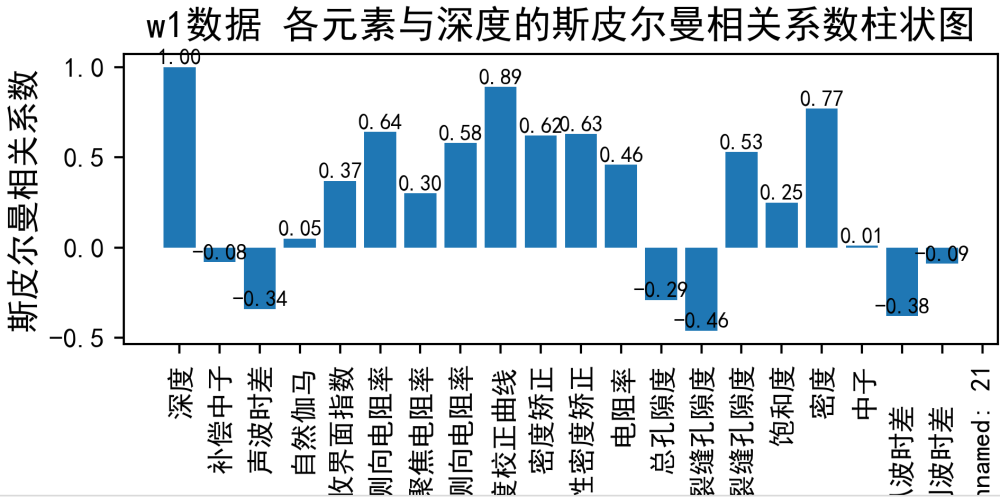 w1数据 各元素与深度的斯皮尔曼相关系数柱状图
斯皮尔曼相关系数
1.0
0.5
0.0
−0.5
1.00
−0.08
−0.34
0.05
0.37
0.64
0.30
0.58
0.89
0.62
0.63
0.46
−0.29
−0.46
0.53
0.25
0.77
0.01
−0.38
−0.09
深度
补偿中子
声波时差
自然伽马
界面指数
侧向电阻率
聚焦电阻率
侧向电阻率
校正曲线
密度矫正
性密度矫正
电阻率
总孔隙度
裂缝孔隙度
裂缝孔隙度
饱和度
密度
中子
波时差
波时差
named: 21